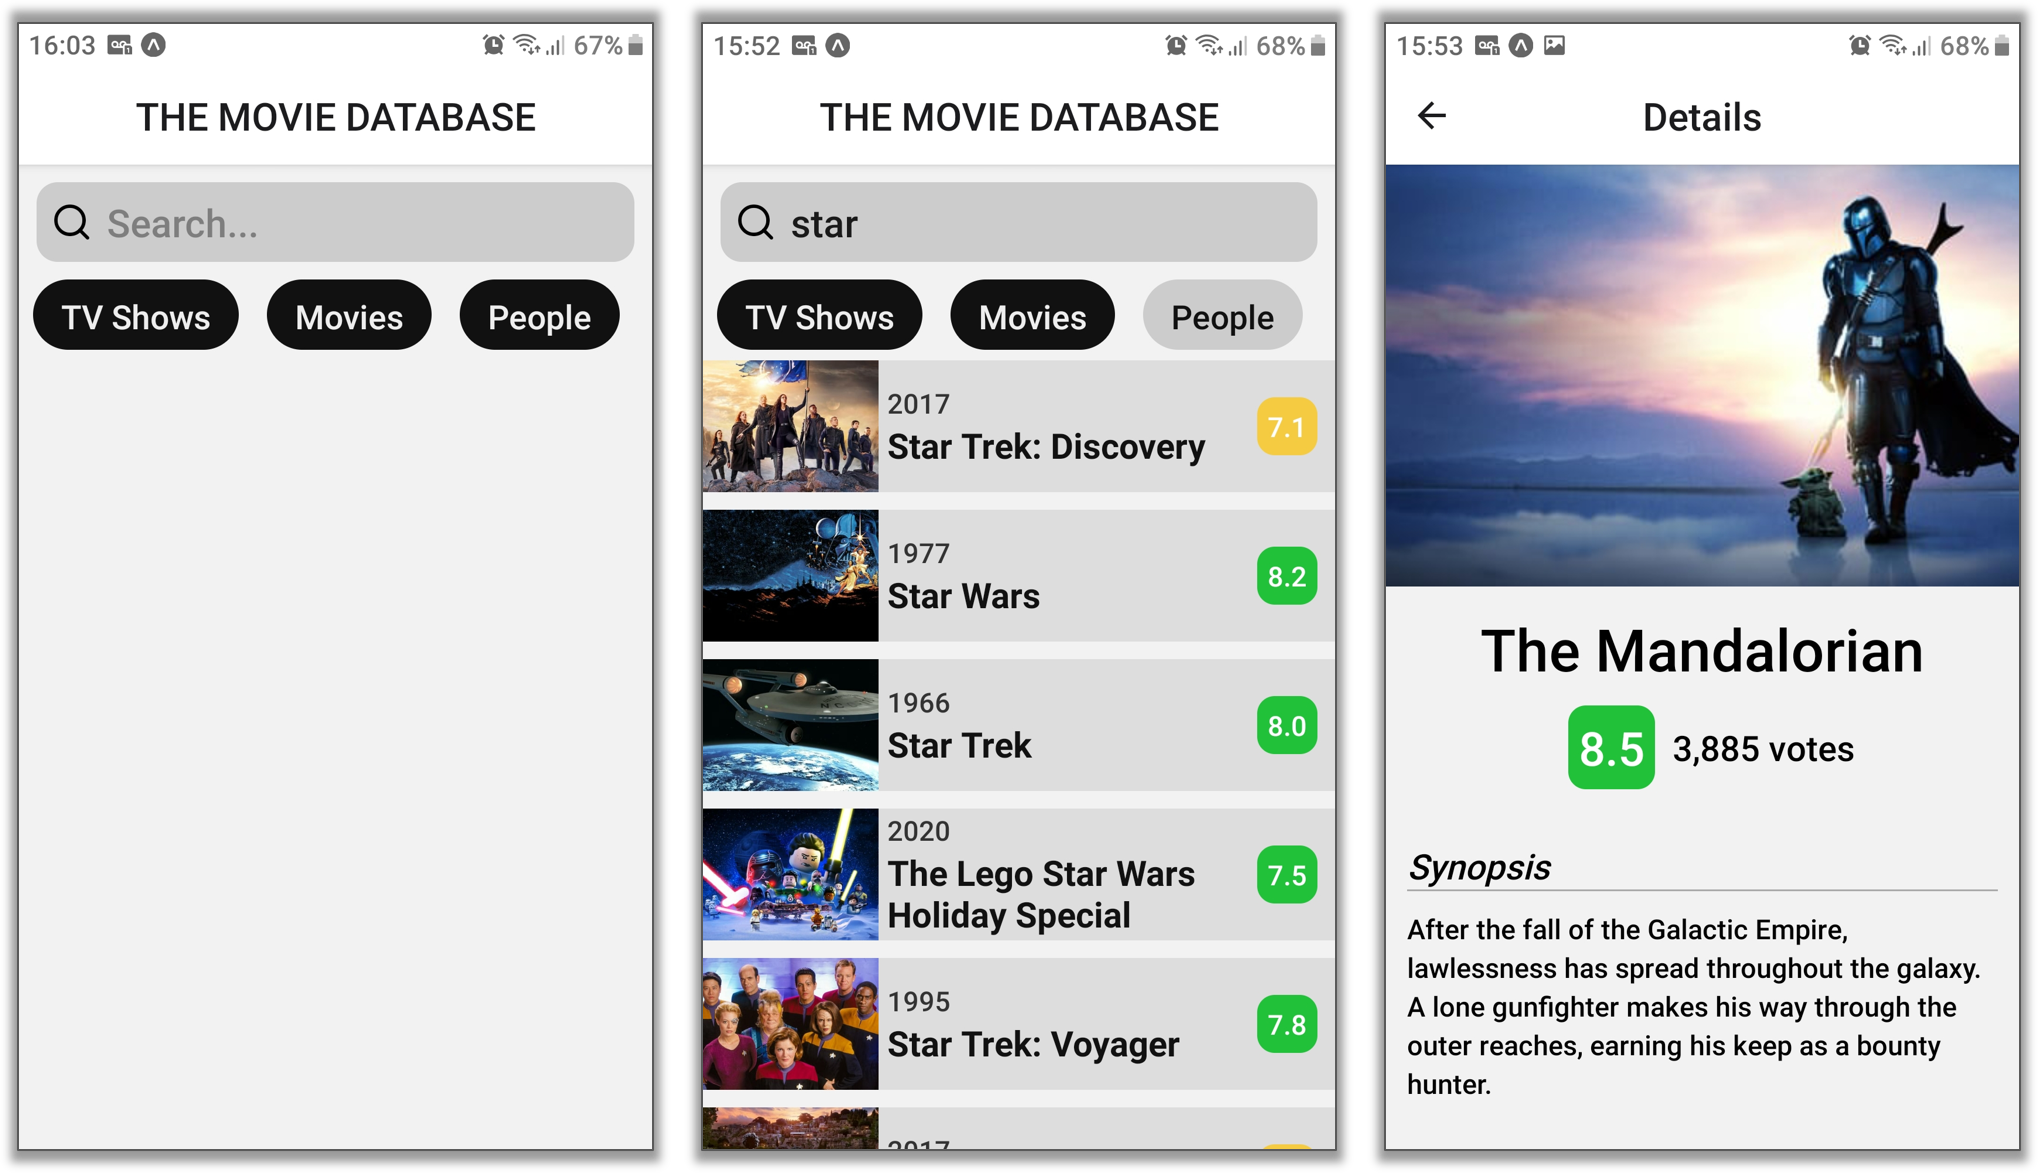 16:03
67%
THE MOVIE DATABASE
Search...
TV Shows
Movies
People
15:52
68%
THE MOVIE DATABASE
star
TV Shows
Movies
People
2017
Star Trek: Discovery
7.1
1977
Star Wars
8.2
1966
Star Trek
8.0
2020
The Lego Star Wars
Holiday Special
7.5
1995
Star Trek: Voyager
7.8
2017
15:53
68%
Details
The Mandalorian
8.5 3,885 votes
Synopsis
After the fall of the Galactic Empire,
lawlessness has spread throughout the galaxy.
A lone gunfighter makes his way through the
outer reaches, earning his keep as a bounty
hunter.